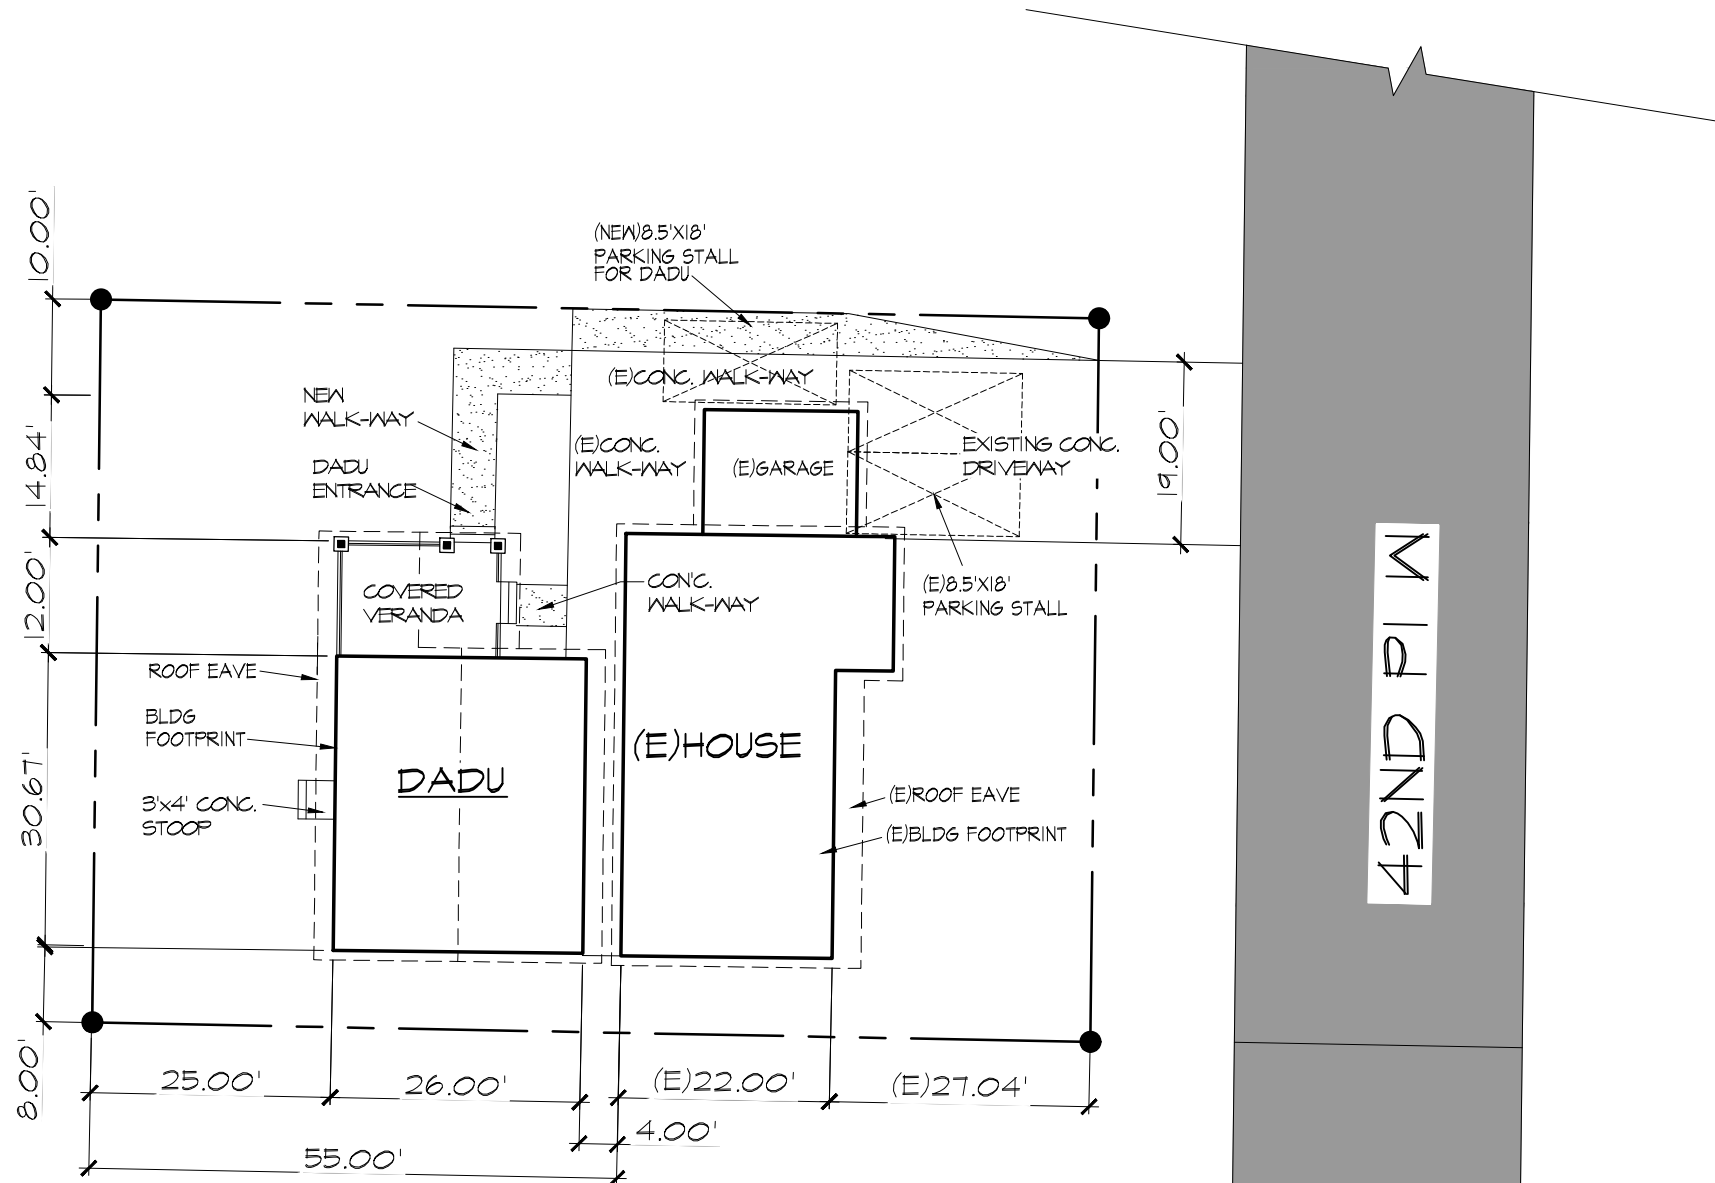 10.00'
(NEW)8.5'X18'
PARKING STALL
FOR DADU
(E)CONC. WALK-WAY
NEW
WALK-WAY
14.84'
(E)CONC.
WALK-WAY
(E)GARAGE
EXISTING CONC.
DRIVEWAY
19.00'
DADU
ENTRANCE
12.00'
COVERED
VERANDA
CON'C.
WALK-WAY
(E)8.5'X18'
PARKING STALL
ROOF EAVE
BLDG
FOOTPRINT
DADU
(E)HOUSE
30.67'
3'x4' CONC.
STOOP
(E)ROOF EAVE
(E)BLDG FOOTPRINT
8.00'
25.00'
26.00'
(E)22.00'
(E)27.04'
4.00'
55.00'